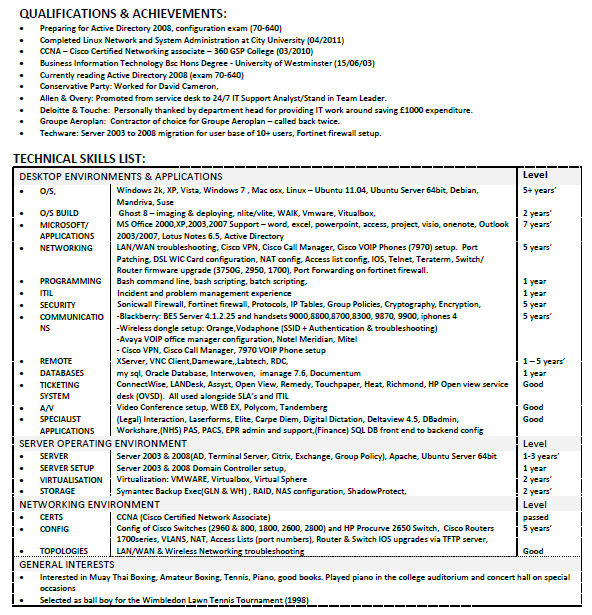 QUALIFICATIONS & ACHIEVEMENTS:
• Preparing for Active Directory 2008, configuration exam (70-640)
• Completed Linux Network and System Administration at City University (04/2011)
• CCNA – Cisco Certified Networking associate – 360 GSP College (03/2010)
• Business Information Technology Bsc Hons Degree - University of Westminster (15/06/03)
• Currently reading Active Directory 2008 (exam 70-640)
• Conservative Party: Worked for David Cameron,
• Allen & Overy: Promoted from service desk to 24/7 IT Support Analyst/Stand in Team Leader.
• Deloitte & Touche: Personally thanked by department head for providing IT work around saving £1000 expenditure.
• Groupe Aeroplan: Contractor of choice for Groupe Aeroplan – called back twice.
• Techware: Server 2003 to 2008 migration for user base of 10+ users, Fortinet firewall setup.
TECHNICAL SKILLS LIST:
DESKTOP ENVIRONMENTS & APPLICATIONS Level
• O/S, Windows 2k, XP, Vista, Windows 7 , Mac osx, Linux – Ubuntu 11.04, Ubuntu Server 64bit, Debian, 5+ years'
Mandriva, Suse
• O/S BUILD Ghost 8 – imaging & deploying, nlite/vlite, WAIK, Vmware, Vitualbox, 2 years'
• MICROSOFT/ MS Office 2000,XP,2003,2007 Support – word, excel, powerpoint, access, project, visio, onenote, Outlook 7 years'
APPLICATIONS 2003/2007, Lotus Notes 6.5, Active Directory
• NETWORKING LAN/WAN troubleshooting, Cisco VPN, Cisco Call Manager, Cisco VOIP Phones (7970) setup. Port 5 years'
Patching, DSL WIC Card configuration, NAT config, Access list config, IOS, Telnet, Teraterm, Switch/
Router firmware upgrade (3750G, 2950, 1700), Port Forwarding on fortinet firewall.
• PROGRAMMING Bash command line, bash scripting, batch scripting, 1 year
• ITIL Incident and problem management experience 1 year
• SECURITY Sonicwall Firewall, Fortinet firewall, Protocols, IP Tables, Group Policies, Cryptography, Encryption, 5 year
• COMMUNICATIO -Blackberry: BES Server 4.1.2.25 and handsets 9000,8800,8700,8300, 9870, 9900, iphones 4 5 years'
NS -Wireless dongle setup: Orange,Vodaphone (SSID + Authentication & troubleshooting)
-Avaya VOIP office manager configuration, Notel Meridian, Mitel
- Cisco VPN, Cisco Call Manager, 7970 VOIP Phone setup
• REMOTE XServer, VNC Client,Dameware,,Labtech, RDC, 1 – 5 years'
• DATABASES my sql, Oracle Database, Interwoven, imanage 7.6, Documentum 1 year
• TICKETING ConnectWise, LANDesk, Assyst, Open View, Remedy, Touchpaper, Heat, Richmond, HP Open view service Good
SYSTEM desk (OVSD). All used alongside SLA's and ITIL
• A/V Video Conference setup, WEB EX, Polycom, Tandemberg Good
• SPECIALIST (Legal) Interaction, Laserforms, Elite, Carpe Diem, Digital Dictation, Deltaview 4.5, DBadmin, Good
APPLICATIONS Workshare,(NHS) PAS, PACS, EPR admin and support,(Finance) SQL DB front end to backend config
SERVER OPERATING ENVIRONMENT Level
• SERVER Server 2003 & 2008(AD, Terminal Server, Citrix, Exchange, Group Policy), Apache, Ubuntu Server 64bit 1-3 years'
• SERVER SETUP Server 2003 & 2008 Domain Controller setup, 1 year
• VIRTUALISATION Virtualization: VMWARE, Virtualbox, Virtual Sphere 2 years'
• STORAGE Symantec Backup Exec(GLN & WH) , RAID, NAS configuration, ShadowProtect, 2 years'
NETWORKING ENVIRONMENT Level
• CERTS CCNA (Cisco Certified Network Associate) passed
• CONFIG Config of Cisco Switches (2960 & 800, 1800, 2600, 2800) and HP Procurve 2650 Switch, Cisco Routers 5 years'
1700series, VLANS, NAT, Access Lists (port numbers), Router & Switch IOS upgrades via TFTP server,
• TOPOLOGIES LAN/WAN & Wireless Networking troubleshooting Good
GENERAL INTERESTS
• Interested in Muay Thai Boxing, Amateur Boxing, Tennis, Piano, good books. Played piano in the college auditorium and concert hall on special
occasions
• Selected as ball boy for the Wimbledon Lawn Tennis Tournament (1998)